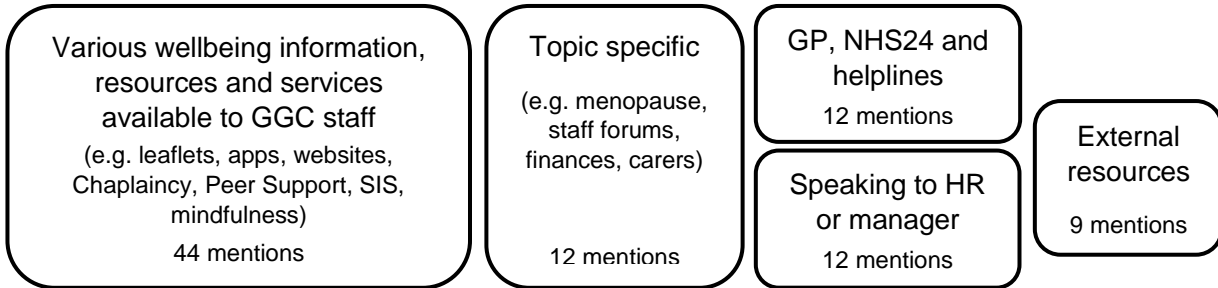 Various wellbeing information,
resources and services
available to GGC staff
(e.g. leaflets, apps, websites,
Chaplaincy, Peer Support, SIS,
mindfulness)
44 mentions
Topic specific
(e.g. menopause,
staff forums,
finances, carers)
12 mentions
GP, NHS24 and
helplines
12 mentions
Speaking to HR
or manager
12 mentions
External
resources
9 mentions